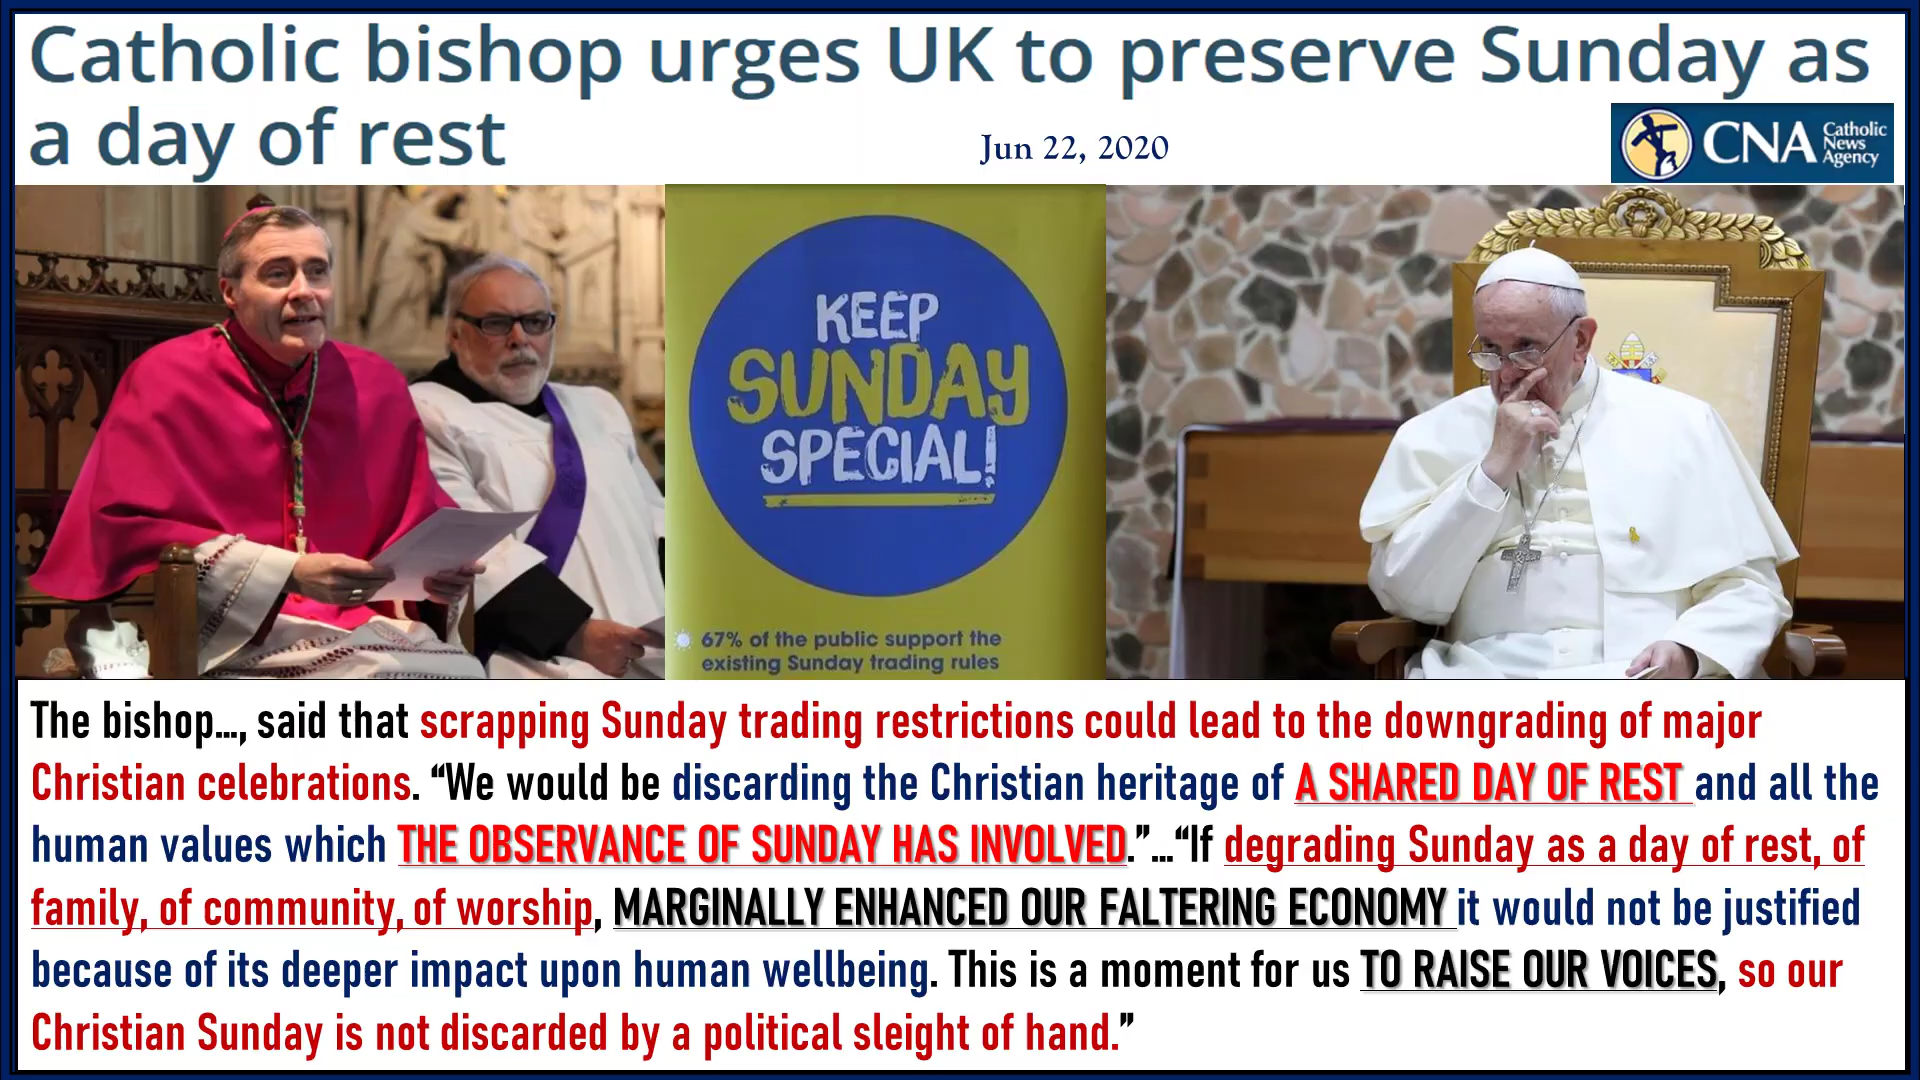 Catholic bishop urges UK to preserve Sunday as
a day of rest
Jun 22, 2020
CNA Catholic
News
Agency
KEEP
SUNDAY
SPECIAL!
67% of the public support the
existing Sunday trading rules
The bishop..., said that scrapping Sunday trading restrictions could lead to the downgrading of major
Christian celebrations. “We would be discarding the Christian heritage of A SHARED DAY OF REST and all the
human values which THE OBSERVANCE OF SUNDAY HAS INVOLVED.”...“If degrading Sunday as a day of rest, of
family, of community, of worship, MARGINALLY ENHANCED OUR FALTERING ECONOMY it would not be justified
because of its deeper impact upon human wellbeing. This is a moment for us TO RAISE OUR VOICES, so our
Christian Sunday is not discarded by a political sleight of hand.”